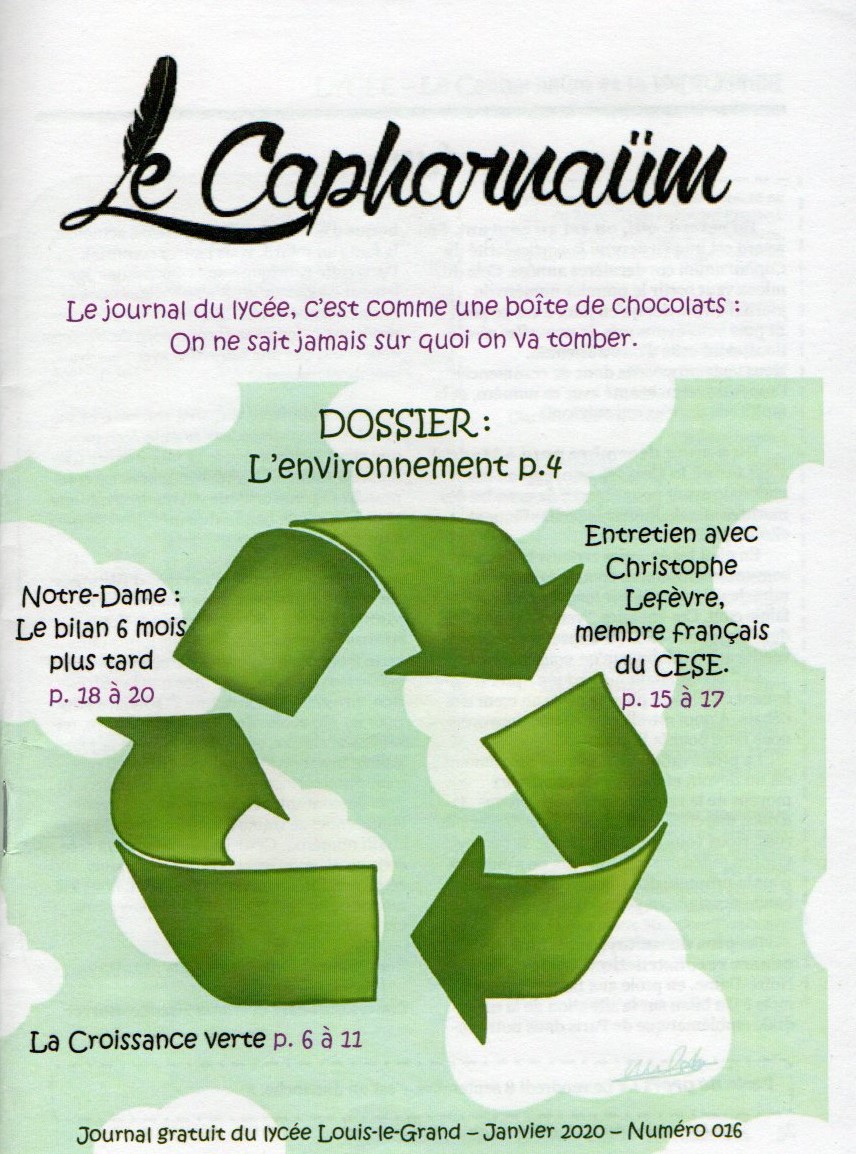 Le Capharnaüm
Le journal du lycée, c'est comme une boîte de chocolats :
On ne sait jamais sur quoi on va tomber.
DOSSIER :
L'environnement p.4
Entretien avec
Christophe
Lefèvre,
membre français
du CESE.
p. 15 à 17
Notre-Dame :
Le bilan 6 mois
plus tard
p. 18 à 20
La Croissance verte p. 6 à 11
Journal gratuit du lycée Louis-le-Grand – Janvier 2020 – Numéro 016